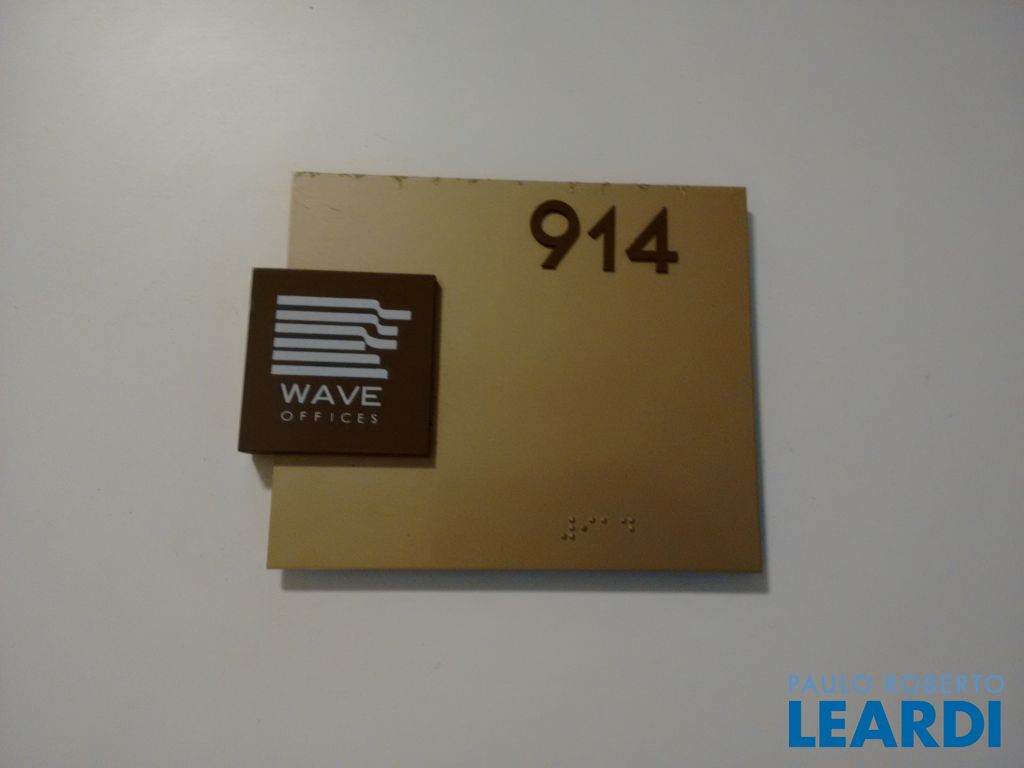 914
WAVE
OFFICES
⠼⠊⠁⠙
PAULO ROBERTO
LEARDI